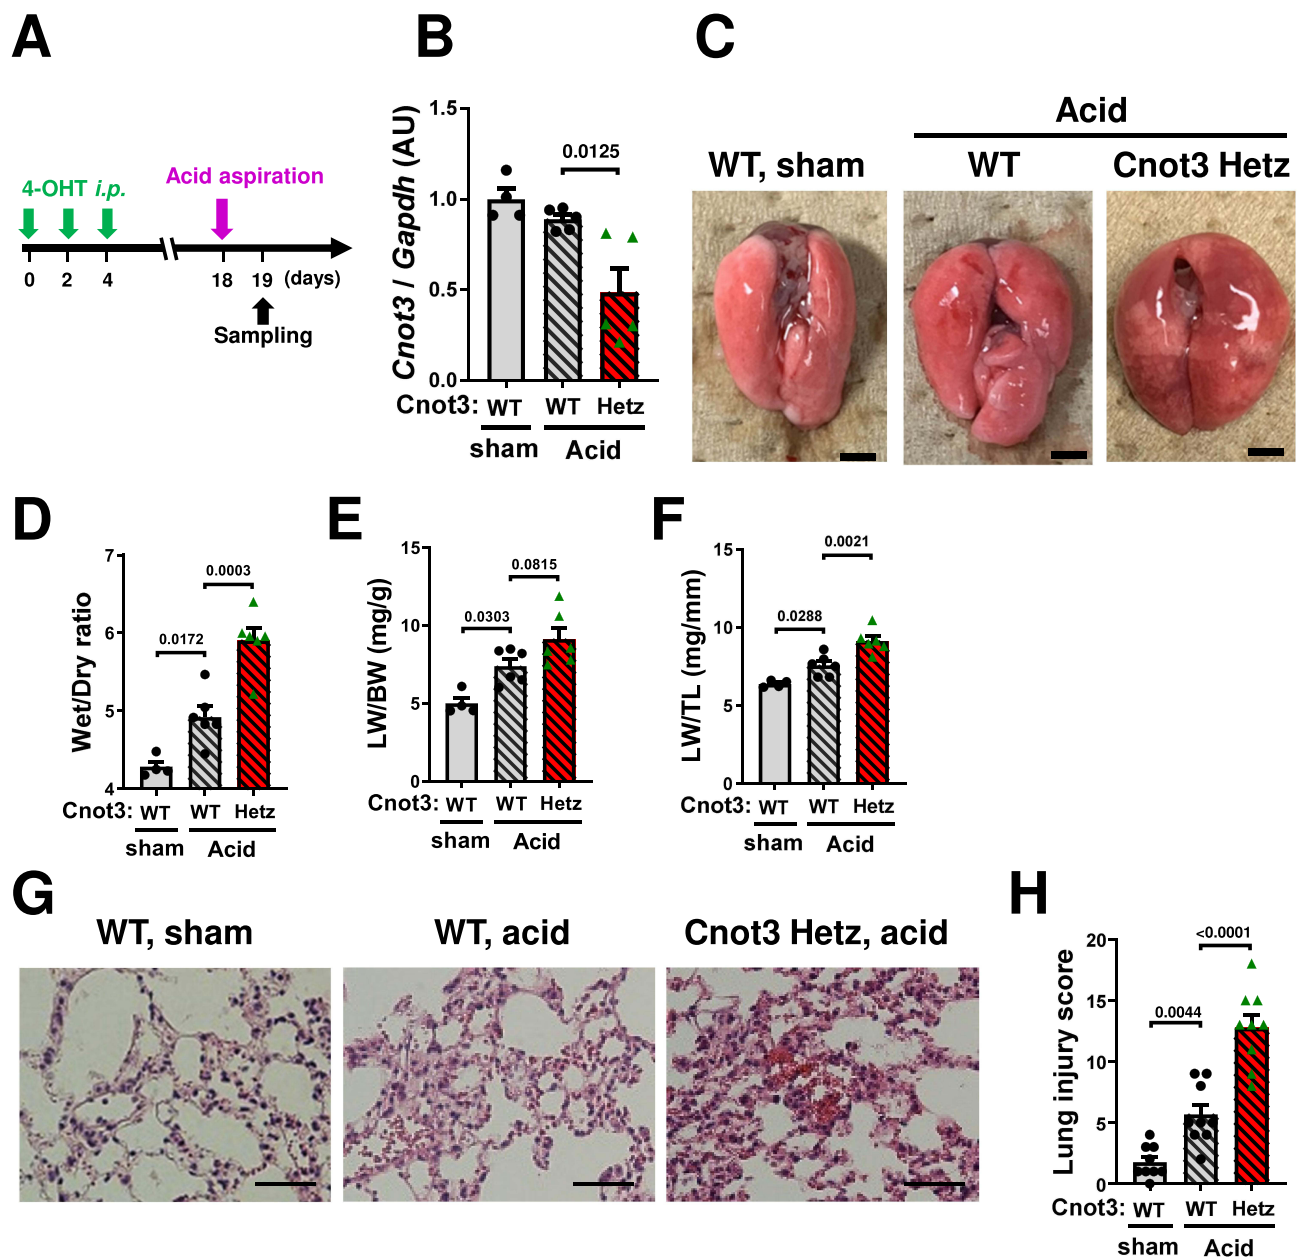 A
4-OHT i.p.
Acid aspiration
0 2 4 18 19 (days)
Sampling
B
Cnot3 / Gapdh (AU)
1.5
1.0
0.5
0.0
0.0125
Cnot3: WT WT Hetz
sham Acid
C
Acid
WT, sham WT Cnot3 Hetz
D
Wet/Dry ratio
7
6
5
4
0.0003
0.0172
Cnot3: WT WT Hetz
sham Acid
E
LW/BW (mg/g)
15
10
5
0
0.0815
0.0303
Cnot3: WT WT Hetz
sham Acid
F
LW/TL (mg/mm)
15
10
5
0
0.0021
0.0288
Cnot3: WT WT Hetz
sham Acid
G
WT, sham WT, acid Cnot3 Hetz, acid
H
Lung injury score
20
15
10
5
0
<0.0001
0.0044
Cnot3: WT WT Hetz
sham Acid